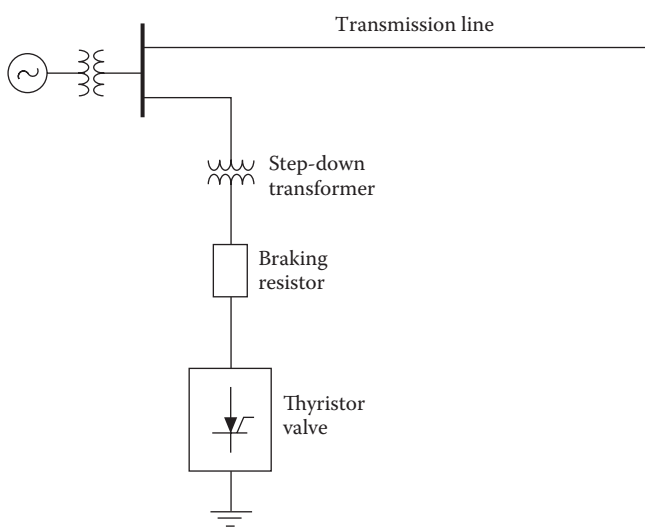 Transmission line
Step-down
transformer
Braking
resistor
Thyristor
valve